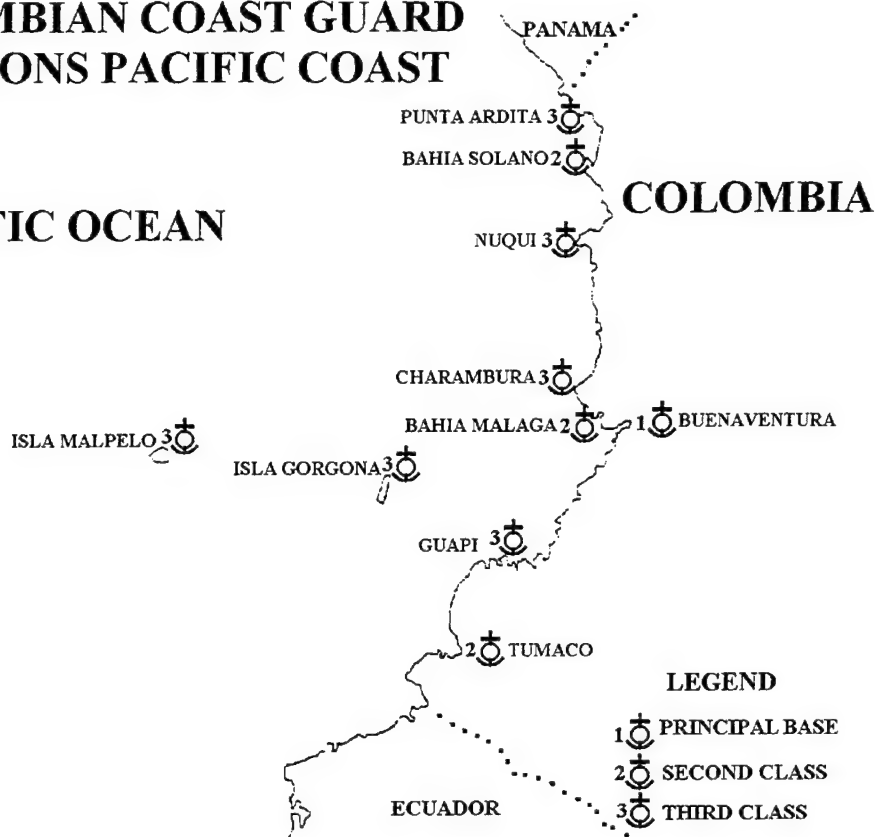 MBIAN COAST GUARD
ONS PACIFIC COAST
PANAMA
PUNTA ARDITA 3
BAHIA SOLANO 2
COLOMBIA
TIC OCEAN
NUQUI 3
CHARAMBURA 3
BAHIA MALAGA 2
1 BUENAVENTURA
ISLA MALPELO 3
ISLA GORGONA 3
GUAPI 3
2 TUMACO
LEGEND
1 PRINCIPAL BASE
2 SECOND CLASS
3 THIRD CLASS
ECUADOR